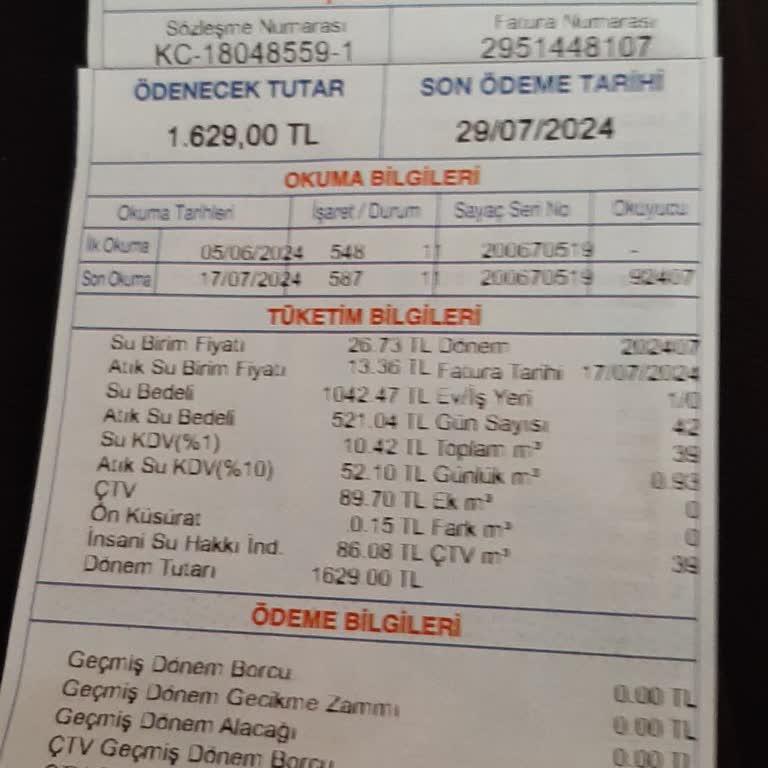 Sözleşme Numarası Fatura Numarası
KC-18048559-1 2951448107
ÖDENECEK TUTAR SON ÖDEME TARİHİ
1.629,00 TL 29/07/2024
OKUMA BİLGİLERİ
Okuma Tarihleri İşaret / Durum Sayaç Seri No Okuyucu
İlk Okuma 05/06/2024 548 11 200670519 -
Son Okuma 17/07/2024 587 11 200670519 92407
TÜKETİM BİLGİLERİ
Su Birim Fiyatı 26.73 TL Dönem 202407
Atık Su Birim Fiyatı 13.36 TL Fatura Tarihi 17/07/2024
Su Bedeli 1042.47 TL Ev/İş Yeri 1/0
Atık Su Bedeli 521.04 TL Gün Sayısı 42
Su KDV(%1) 10.42 TL Toplam m³ 39
Atık Su KDV(%10) 52.10 TL Günlük m³ 0.93
ÇTV 89.70 TL Ek m³ 0
Ön Küsürat 0.15 TL Fark m³ 0
İnsani Su Hakkı İnd. 86.08 TL ÇTV m³ 39
Dönem Tutarı 1629.00 TL
ÖDEME BİLGİLERİ
Geçmiş Dönem Borcu 0.00 TL
Geçmiş Dönem Gecikme Zammı 0.00 TL
Geçmiş Dönem Alacağı 0.00 TL
ÇTV Geçmiş Dönem Borcu